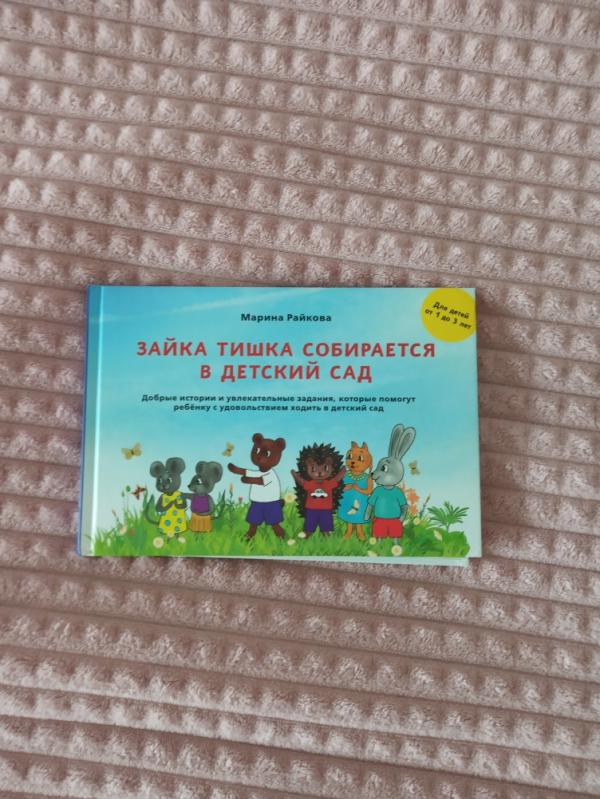 Марина Райкова
Для детей
от 1 до 3 лет
ЗАЙКА ТИШКА СОБИРАЕТСЯ
В ДЕТСКИЙ САД
Добрые истории и увлекательные задания, которые помогут
ребёнку с удовольствием ходить в детский сад